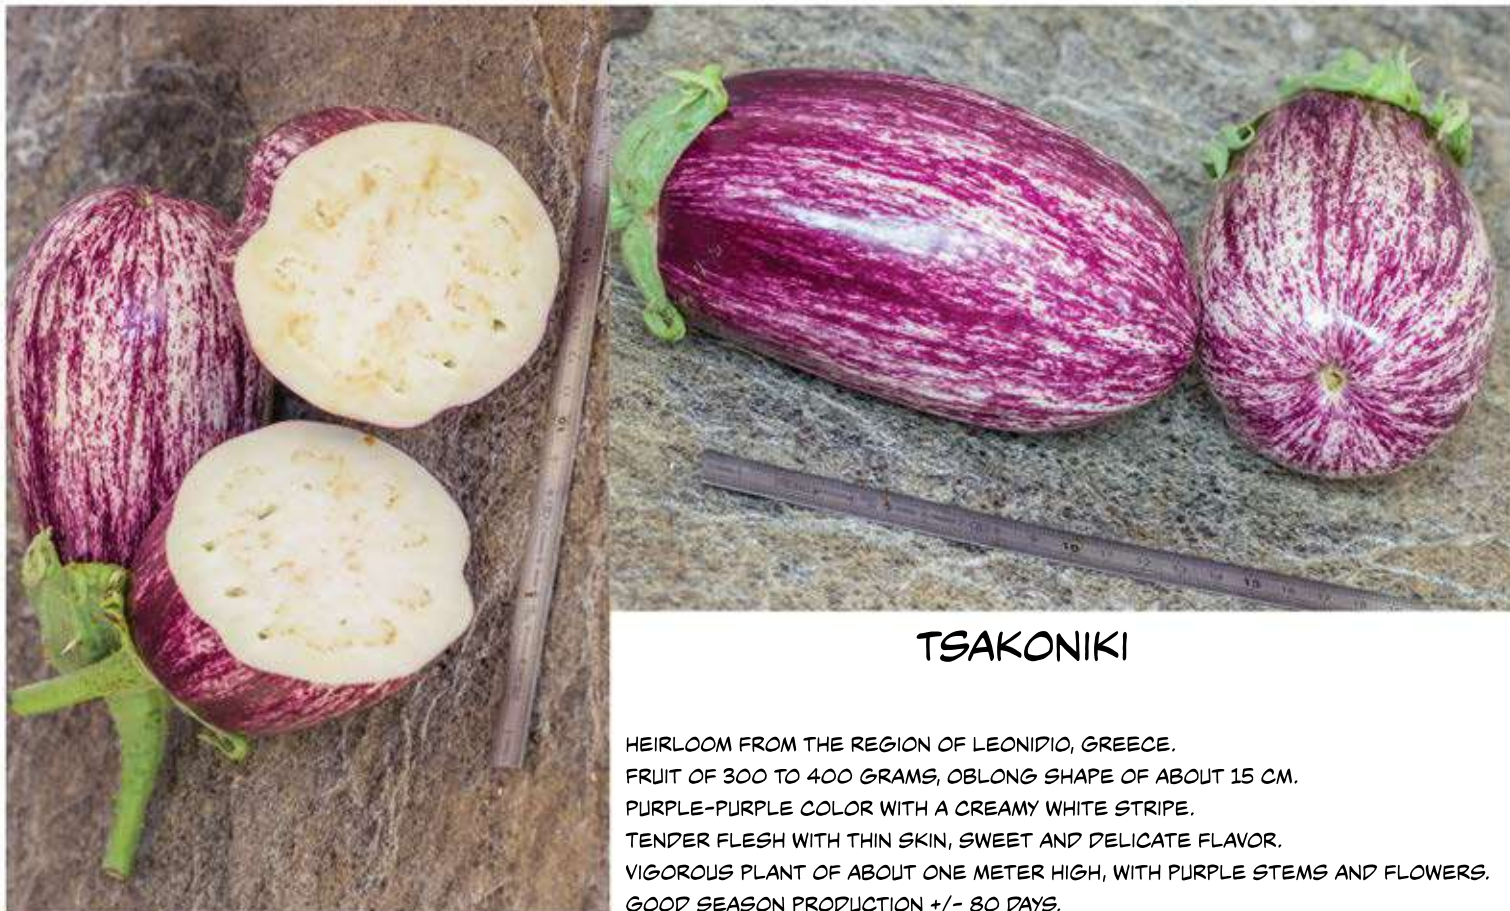 TSAKONIKI
HEIRLOOM FROM THE REGION OF LEONIDIO, GREECE.
FRUIT OF 300 TO 400 GRAMS, OBLONG SHAPE OF ABOUT 15 CM.
PURPLE-PURPLE COLOR WITH A CREAMY WHITE STRIPE.
TENDER FLESH WITH THIN SKIN, SWEET AND DELICATE FLAVOR.
VIGOROUS PLANT OF ABOUT ONE METER HIGH, WITH PURPLE STEMS AND FLOWERS.
GOOD SEASON PRODUCTION +/- 80 DAYS.